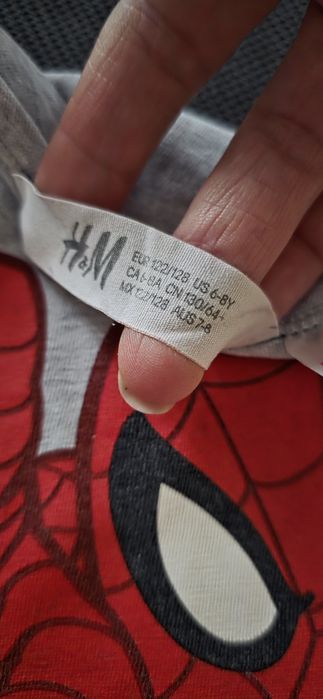 H&M
EUR 122/128 US 6-8Y
CA 6-8A CN 130/64
MX 122/128 AUS 7-8